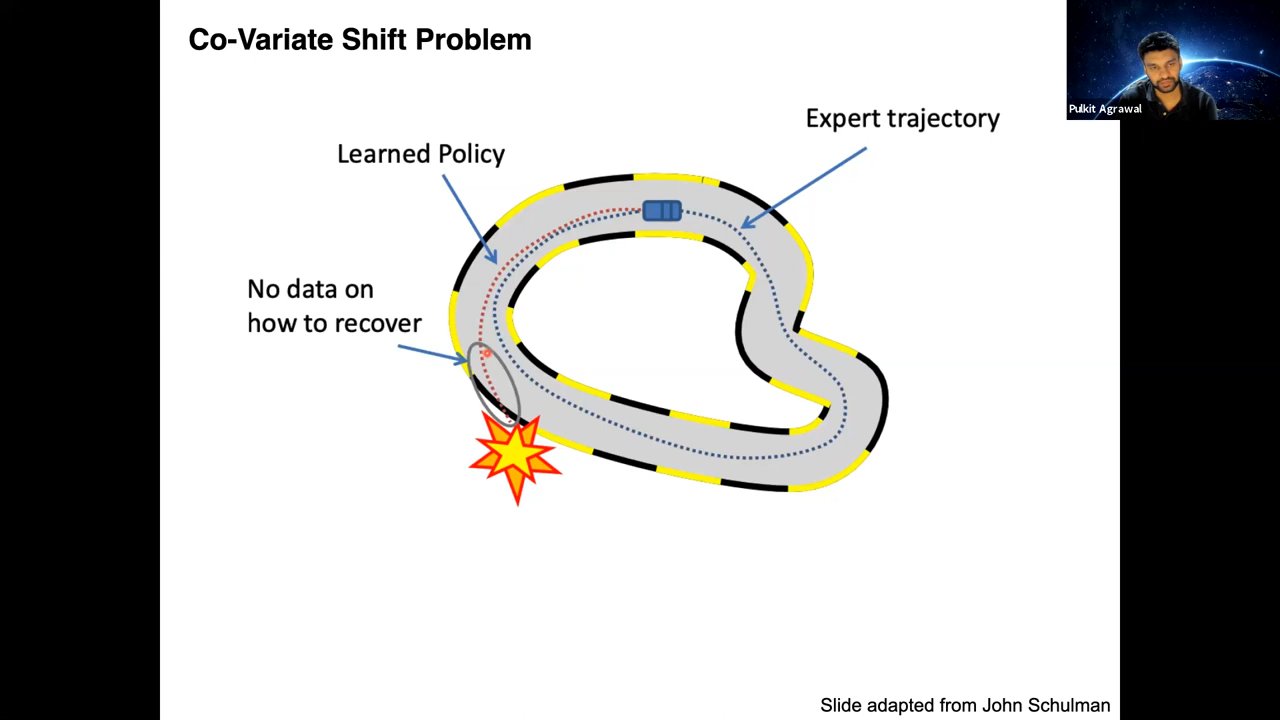 Co-Variate Shift Problem
Pulkit Agrawal
Expert trajectory
Learned Policy
No data on
how to recover
Slide adapted from John Schulman